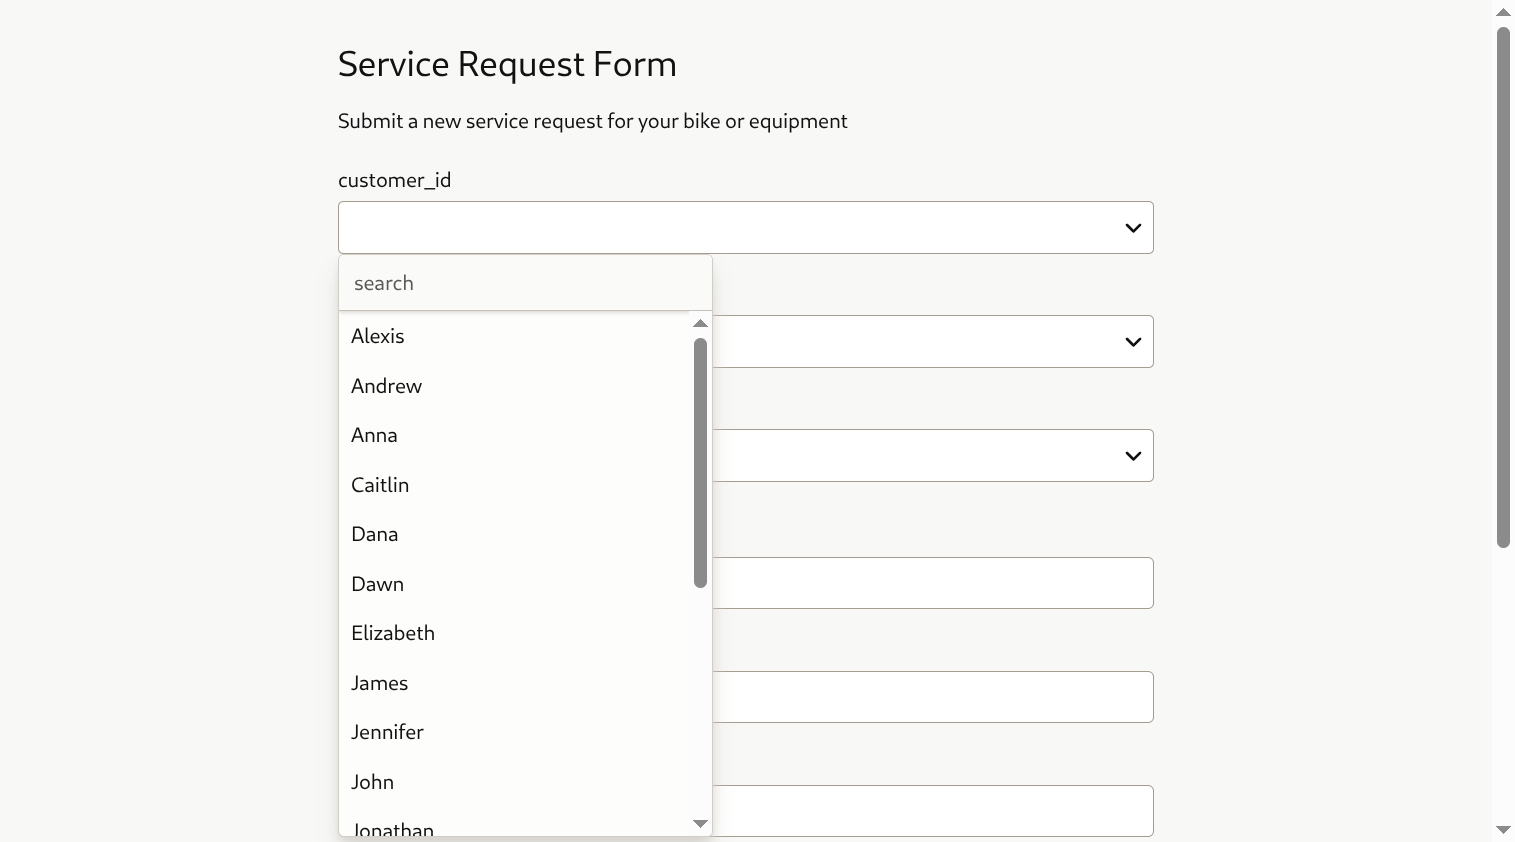 Service Request Form
Submit a new service request for your bike or equipment
customer_id
search
Alexis
Andrew
Anna
Caitlin
Dana
Dawn
Elizabeth
James
Jennifer
John
Jonathan